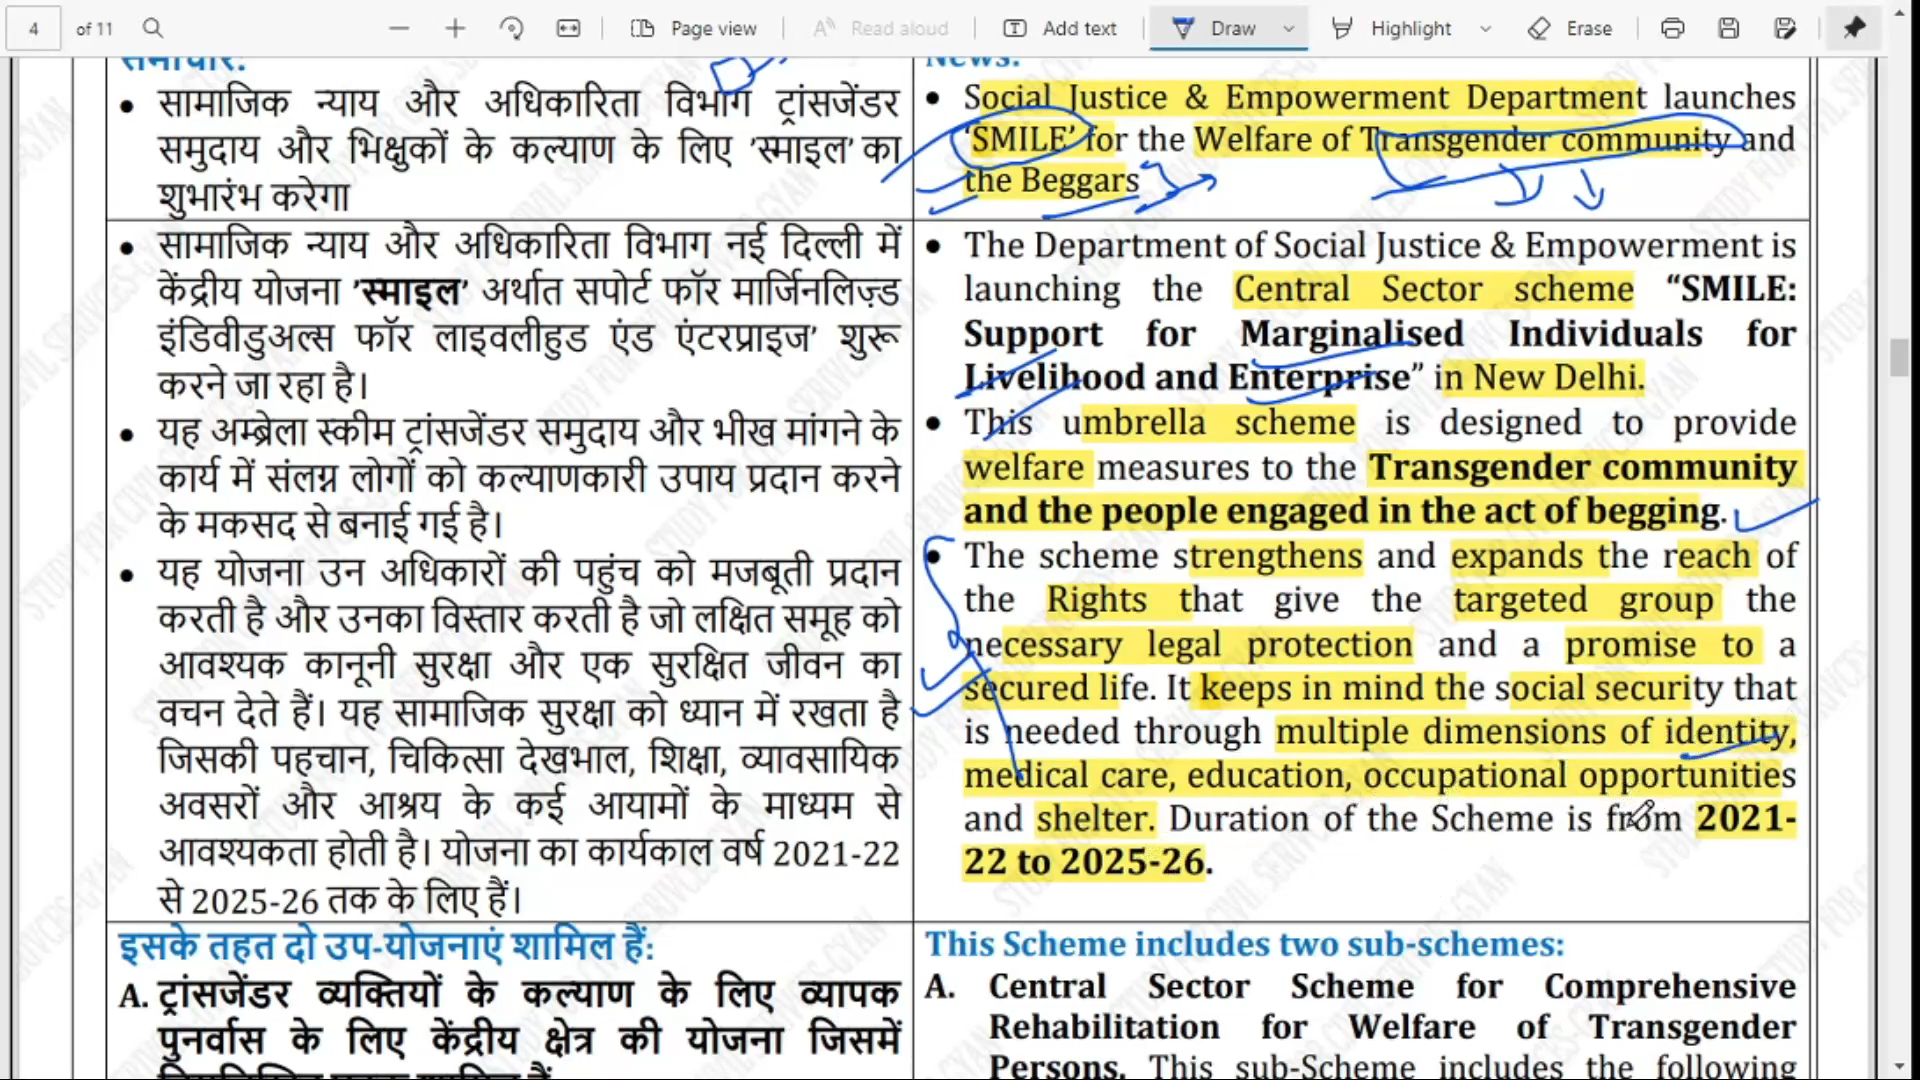 4 of 11 Page view Read aloud Add text Draw Highlight Erase
समाचार:
सामाजिक न्याय और अधिकारिता विभाग ट्रांसजेंडर
समुदाय और भिक्षुकों के कल्याण के लिए 'स्माइल' का
शुभारंभ करेगा
News:
Social Justice & Empowerment Department launches
'SMILE' for the Welfare of Transgender community and
the Beggars
सामाजिक न्याय और अधिकारिता विभाग नई दिल्ली में
केंद्रीय योजना 'स्माइल' अर्थात सपोर्ट फॉर मार्जिनलिज़्ड
इंडिवीडुअल्स फॉर लाइवलीहुड एंड एंटरप्राइज' शुरू
करने जा रहा है।
यह अम्ब्रेला स्कीम ट्रांसजेंडर समुदाय और भीख मांगने के
कार्य में संलग्न लोगों को कल्याणकारी उपाय प्रदान करने
के मकसद से बनाई गई है।
यह योजना उन अधिकारों की पहुंच को मजबूती प्रदान
करती है और उनका विस्तार करती है जो लक्षित समूह को
आवश्यक कानूनी सुरक्षा और एक सुरक्षित जीवन का
वचन देते हैं। यह सामाजिक सुरक्षा को ध्यान में रखता है
जिसकी पहचान, चिकित्सा देखभाल, शिक्षा, व्यावसायिक
अवसरों और आश्रय के कई आयामों के माध्यम से
आवश्यकता होती है। योजना का कार्यकाल वर्ष 2021-22
से 2025-26 तक के लिए हैं।
The Department of Social Justice & Empowerment is
launching the Central Sector scheme “SMILE:
Support for Marginalised Individuals for
Livelihood and Enterprise” in New Delhi.
This umbrella scheme is designed to provide
welfare measures to the Transgender community
and the people engaged in the act of begging.
The scheme strengthens and expands the reach of
the Rights that give the targeted group the
necessary legal protection and a promise to a
secured life. It keeps in mind the social security that
is needed through multiple dimensions of identity,
medical care, education, occupational opportunities
and shelter. Duration of the Scheme is from 2021-
22 to 2025-26.
इसके तहत दो उप-योजनाएं शामिल हैं:
A. ट्रांसजेंडर व्यक्तियों के कल्याण के लिए व्यापक
पुनर्वास के लिए केंद्रीय क्षेत्र की योजना जिसमें
This Scheme includes two sub-schemes:
A. Central Sector Scheme for Comprehensive
Rehabilitation for Welfare of Transgender
Persons. This sub-Scheme includes the following